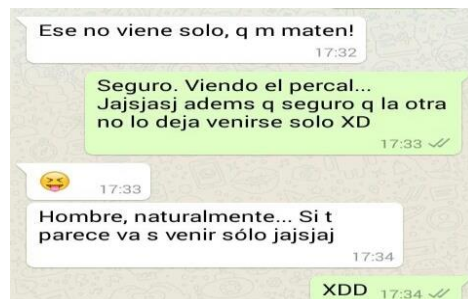 Ese no viene solo, q m maten!
17:32
Seguro. Viendo el percal...
Jajsjasj adems q seguro q la otra
no lo deja venirse solo XD
17:33
17:33
Hombre, naturalmente... Si t
parece va s venir sólo jajsjaj
17:34
XDD 17:34